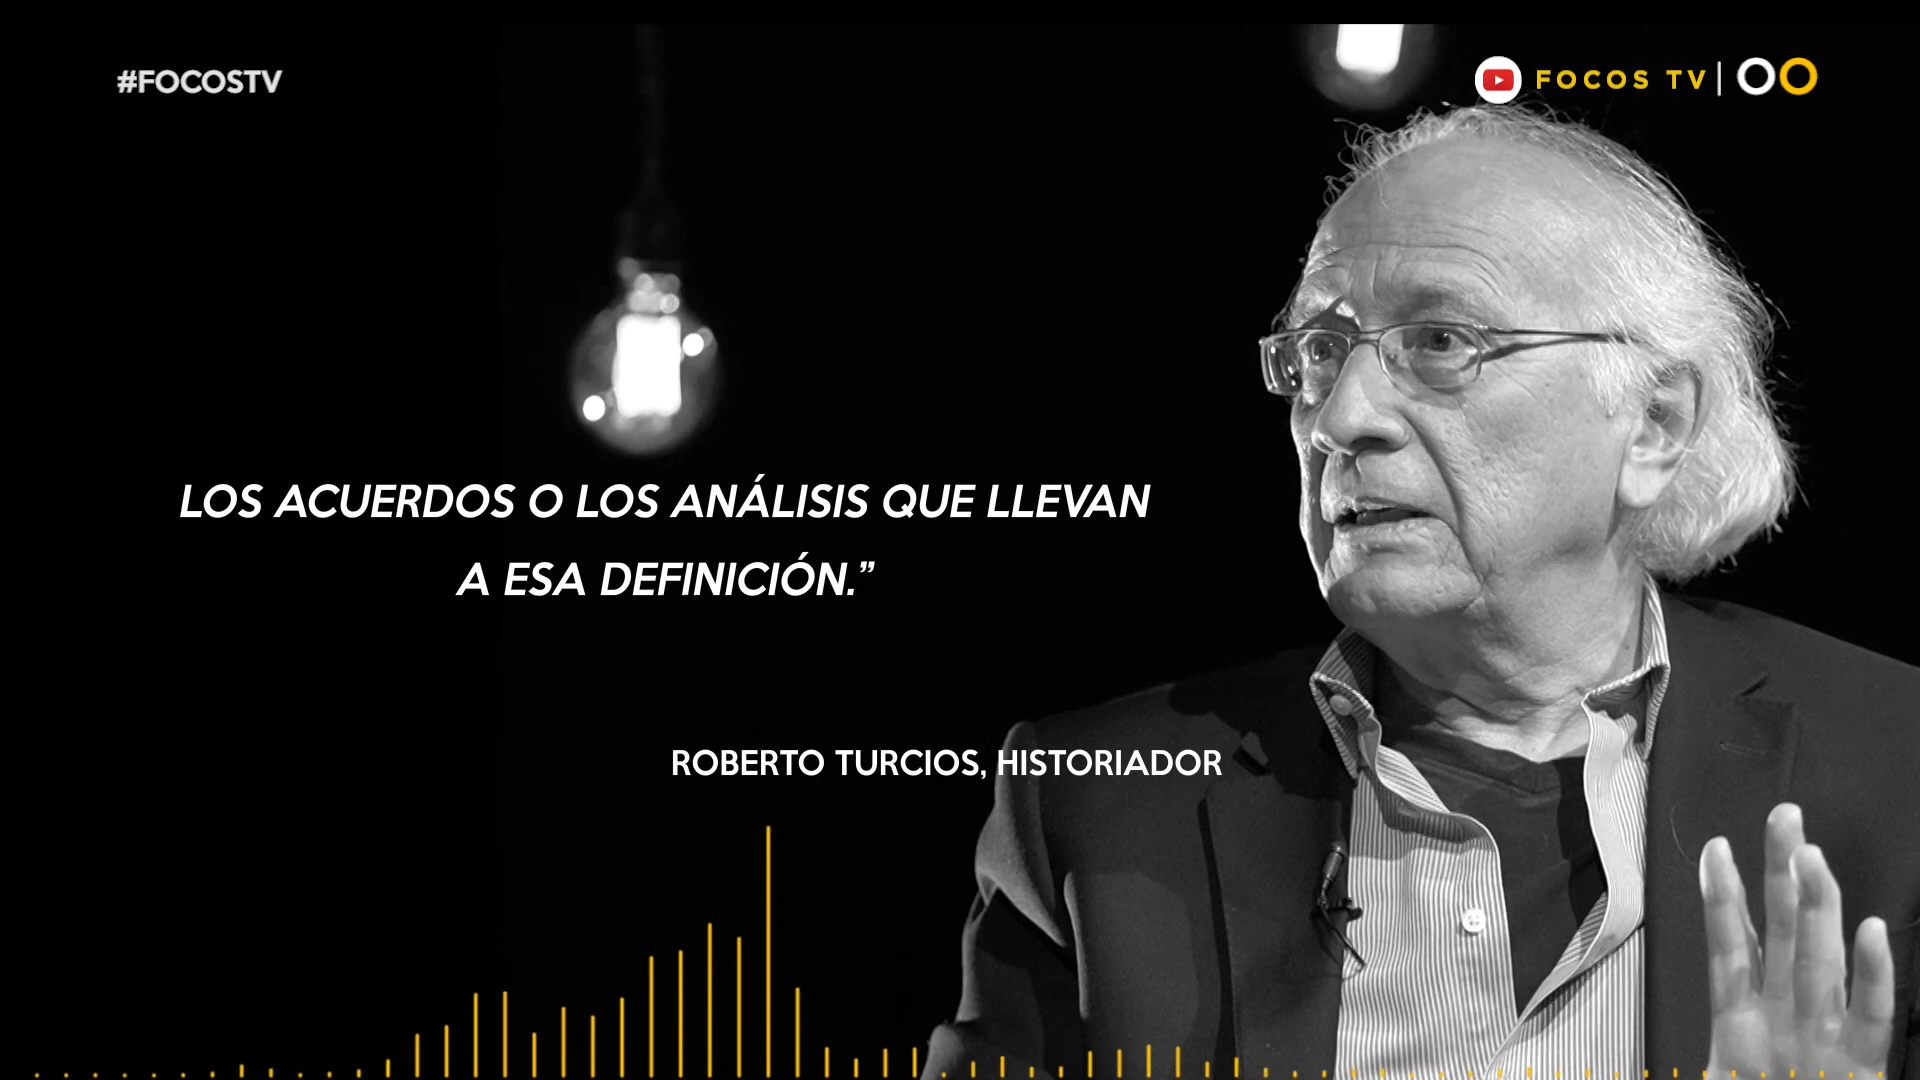 #FOCOSTV
FOCOS TV
LOS ACUERDOS O LOS ANÁLISIS QUE LLEVAN
A ESA DEFINICIÓN.”
ROBERTO TURCIOS, HISTORIADOR